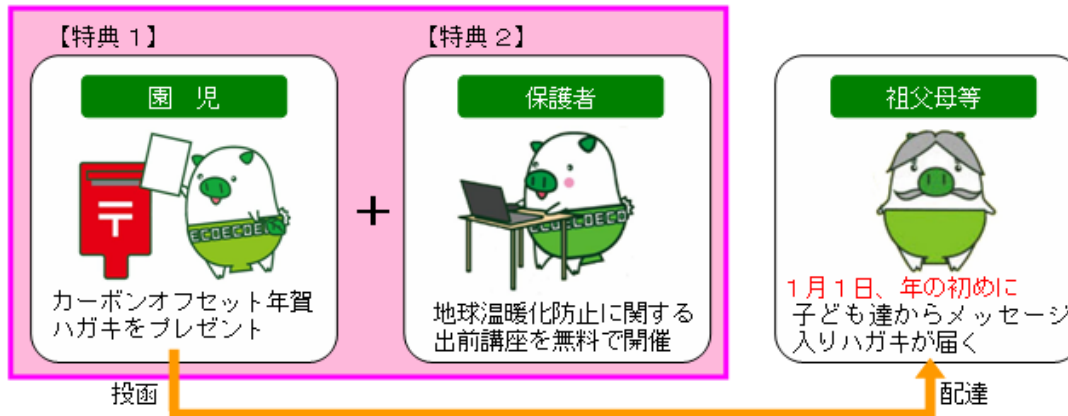 【特典１】
園　児
〒
ECOECOECO
カーボンオフセット年賀
ハガキをプレゼント
＋
【特典２】
保護者
ECOECOECO
地球温暖化防止に関する
出前講座を無料で開催
祖父母等
１月１日、年の初めに
子ども達からメッセージ
入りハガキが届く
投函
配達